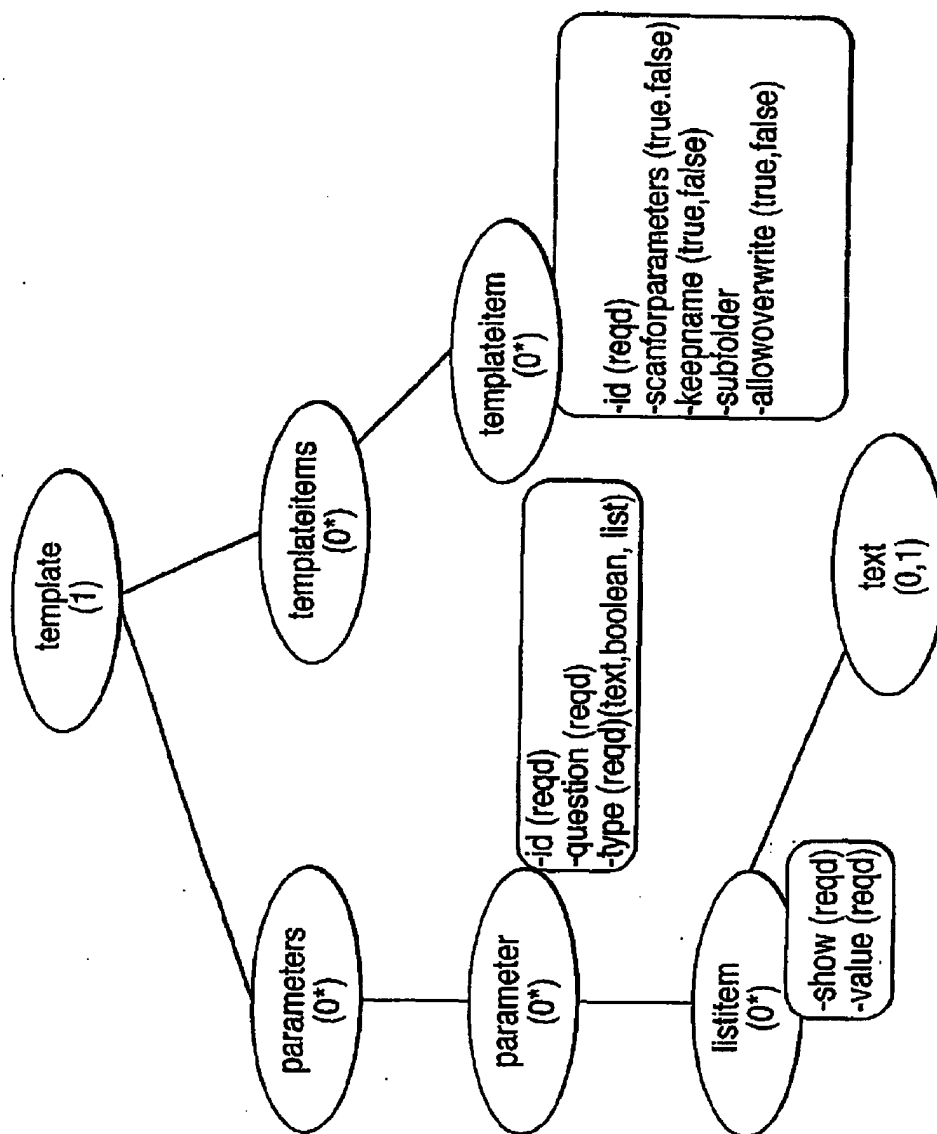 template
(1)
parameters
(0*)
templateitems
(0*)
parameter
(0*)
-id (reqd)
-question (reqd)
-type (reqd)(text,boolean, list)
templateitem
(0*)
-id (reqd)
-scanforparameters (true.false)
-keepname (true,false)
-subfolder
-allowoverwrite (true,false)
listitem
(0*)
-show (reqd)
-value (reqd)
text
(0,1)